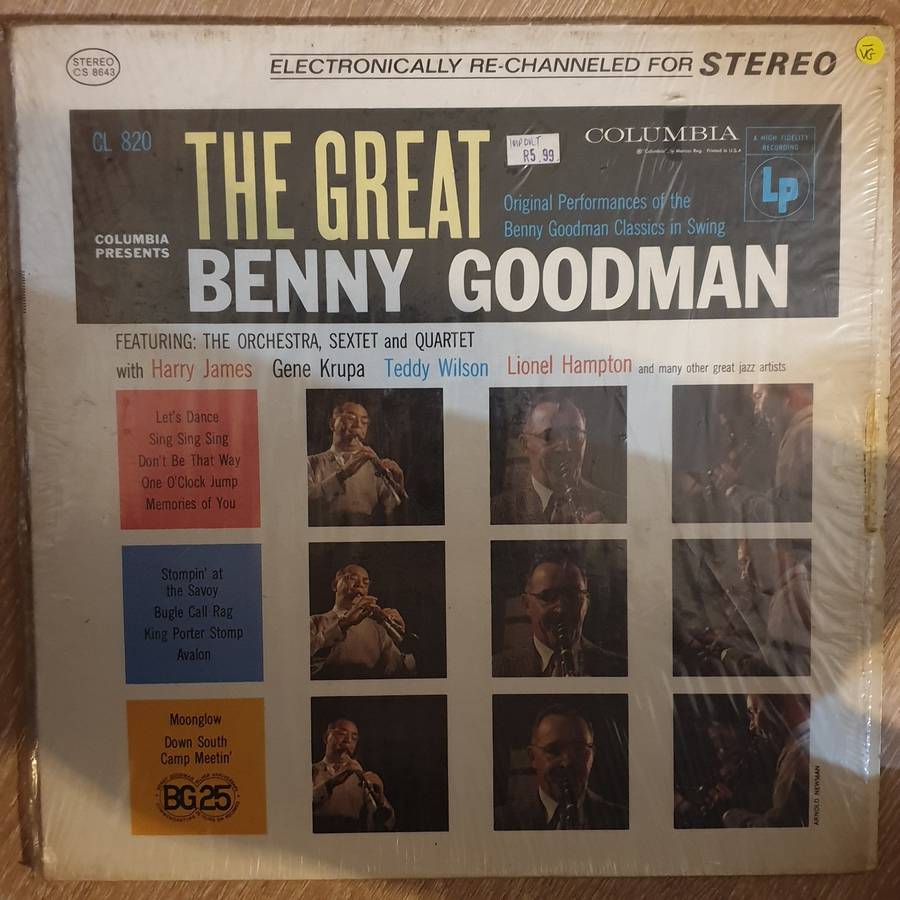 STEREO
CS 8643
ELECTRONICALLY RE-CHANNELED FOR STEREO
VG
CL 820
THE GREAT
R5.99
COLUMBIA
A HIGH FIDELITY
RECORDING
Lp
Original Performances of the
Benny Goodman Classics in Swing
COLUMBIA
PRESENTS
BENNY GOODMAN
FEATURING: THE ORCHESTRA, SEXTET and QUARTET
with Harry James Gene Krupa Teddy Wilson Lionel Hampton and many other great jazz artists
Let's Dance
Sing Sing Sing
Don't Be That Way
One O'Clock Jump
Memories of You
Stompin' at
the Savoy
Bugle Call Rag
King Porter Stomp
Avalon
Moonglow
Down South
Camp Meetin'
BG 25
ARNOLD NEWMAN